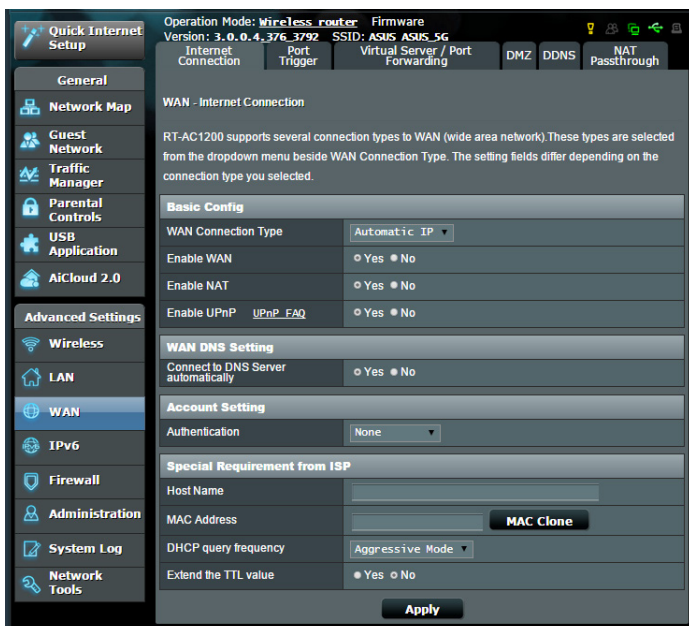 Quick Internet
Setup
General
Network Map
Guest
Network
Traffic
Manager
Parental
Controls
USB
Application
AiCloud 2.0
Advanced Settings
Wireless
LAN
WAN
IPv6
Firewall
Administration
System Log
Network
Tools
Operation Mode: Wireless router Firmware
Version: 3.0.0.4.376_3792 SSID: ASUS ASUS_5G
Internet
Connection
Port
Trigger
Virtual Server / Port
Forwarding
DMZ
DDNS
NAT
Passthrough
WAN - Internet Connection
RT-AC1200 supports several connection types to WAN (wide area network).These types are selected
from the dropdown menu beside WAN Connection Type. The setting fields differ depending on the
connection type you selected.
Basic Config
WAN Connection Type Automatic IP
Enable WAN Yes No
Enable NAT Yes No
Enable UPnP UPnP FAQ Yes No
WAN DNS Setting
Connect to DNS Server
automatically
Yes No
Account Setting
Authentication None
Special Requirement from ISP
Host Name
MAC Address MAC Clone
DHCP query frequency Aggressive Mode
Extend the TTL value Yes No
Apply